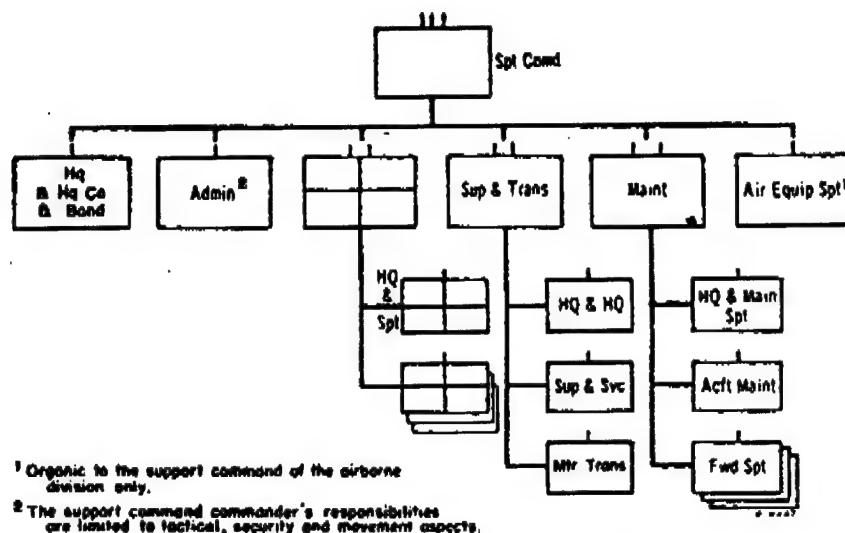 Spt Comd
Hq
& Hq Co
& Band
Admin²
Sup & Trans
Maint
Air Equip Spt¹
HQ
&
Spt
HQ & HQ
HQ & Main
Spt
Sup & Svc
Acft Maint
Mtr Trans
Fwd Spt
¹ Organic to the support command of the airborne
division only.
² The support command commander's responsibilities
are limited to tactical, security and movement aspects.